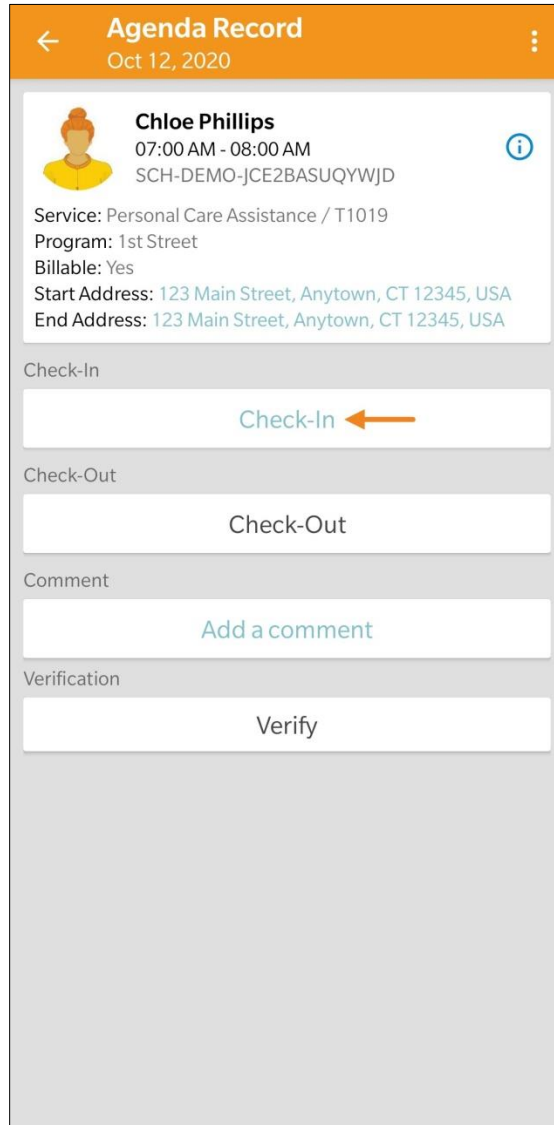 Agenda Record
Oct 12, 2020
Chloe Phillips
07:00 AM - 08:00 AM
SCH-DEMO-JCE2BASUQYWJD
Service: Personal Care Assistance / T1019
Program: 1st Street
Billable: Yes
Start Address: 123 Main Street, Anytown, CT 12345, USA
End Address: 123 Main Street, Anytown, CT 12345, USA
Check-In
Check-In
Check-Out
Check-Out
Comment
Add a comment
Verification
Verify